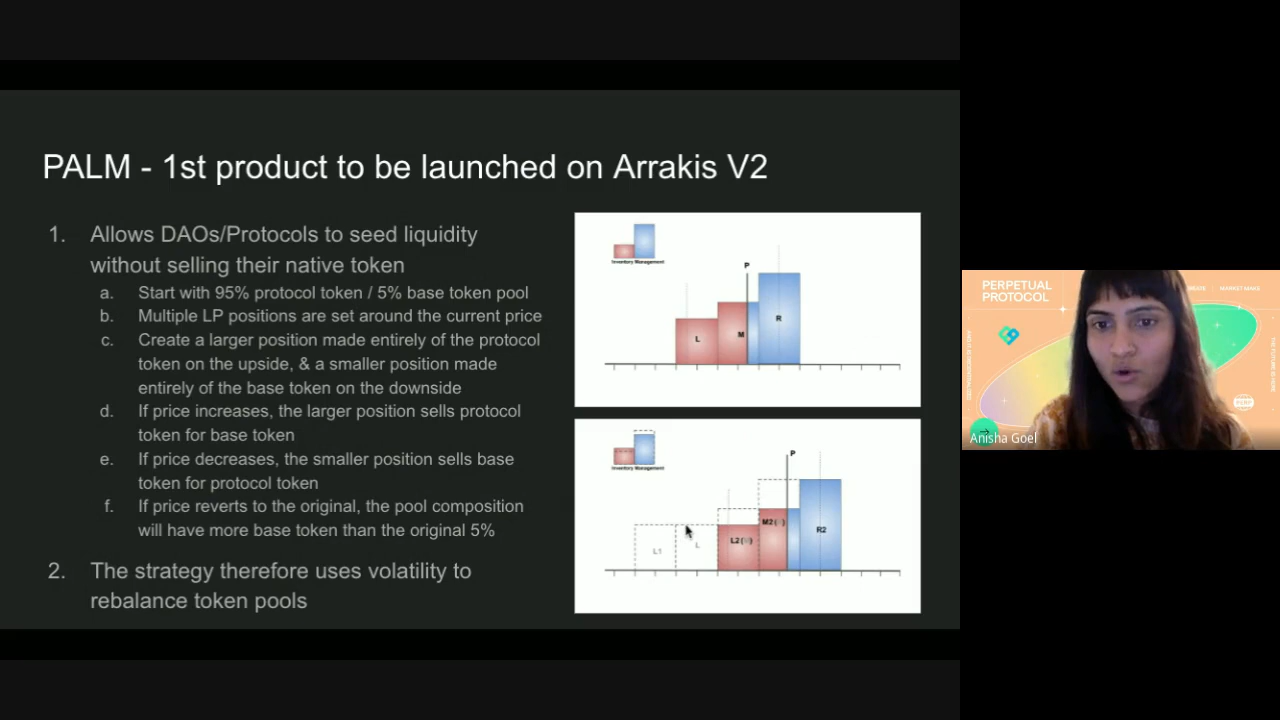 PALM - 1st product to be launched on Arrakis V2
1. Allows DAOs/Protocols to seed liquidity
without selling their native token
a. Start with 95% protocol token / 5% base token pool
b. Multiple LP positions are set around the current price
c. Create a larger position made entirely of the protocol
token on the upside, & a smaller position made
entirely of the base token on the downside
d. If price increases, the larger position sells protocol
token for base token
e. If price decreases, the smaller position sells base
token for protocol token
f. If price reverts to the original, the pool composition
will have more base token than the original 5%
2. The strategy therefore uses volatility to
rebalance token pools
Inventory Management
P
L
M
R
Inventory Management
P
L1
L
L2
M2
R2
PERPETUAL
PROTOCOL
MARKET MAKE
Anisha Goel